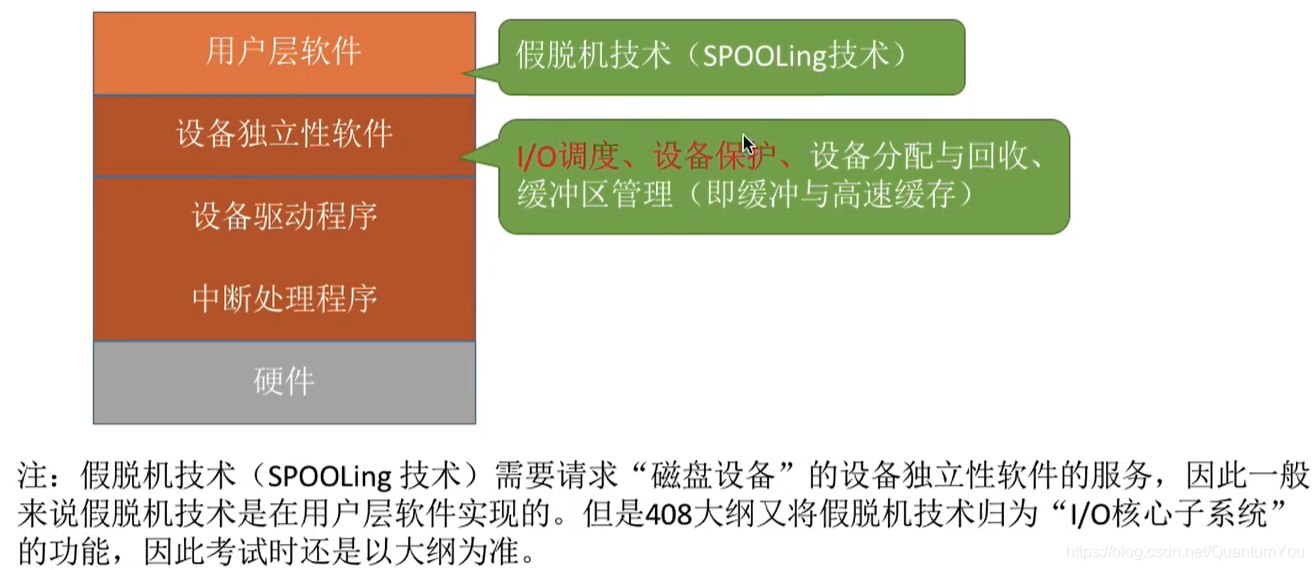 用户层软件
假脱机技术（SPOOLing技术）
设备独立性软件
I/O调度、设备保护、设备分配与回收、
缓冲区管理（即缓冲与高速缓存）
设备驱动程序
中断处理程序
硬件
注：假脱机技术（SPOOLing 技术）需要请求“磁盘设备”的设备独立性软件的服务，因此一般
来说假脱机技术是在用户层软件实现的。但是408大纲又将假脱机技术归为“I/O核心子系统”
的功能，因此考试时还是以大纲为准。
https://blog.csdn.net/QuantumYou